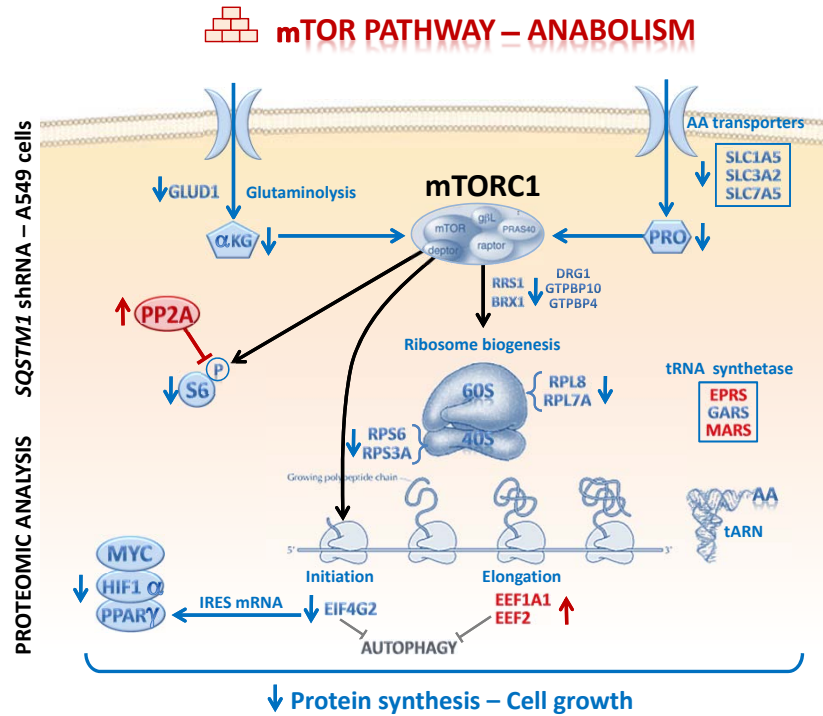 mTOR PATHWAY – ANABOLISM
AA transporters
SLC1A5
SLC3A2
SLC7A5
GLUD1
Glutaminolysis
mTORC1
αKG
mTOR
gβL
PRAS40
deptor
raptor
PRO
RRS1
BRX1
DRG1
GTPBP10
GTPBP4
PP2A
P
S6
Ribosome biogenesis
60S
RPL8
RPL7A
40S
RPS6
RPS3A
tRNA synthetase
EPRS
GARS
MARS
Growing polypeptide chain
5'
3'
AA
tARN
Initiation
Elongation
MYC
HIF1 α
PPARγ
IRES mRNA
EIF4G2
EEF1A1
EEF2
AUTOPHAGY
Protein synthesis – Cell growth
SQSTM1 shRNA – A549 cells
PROTEOMIC ANALYSIS